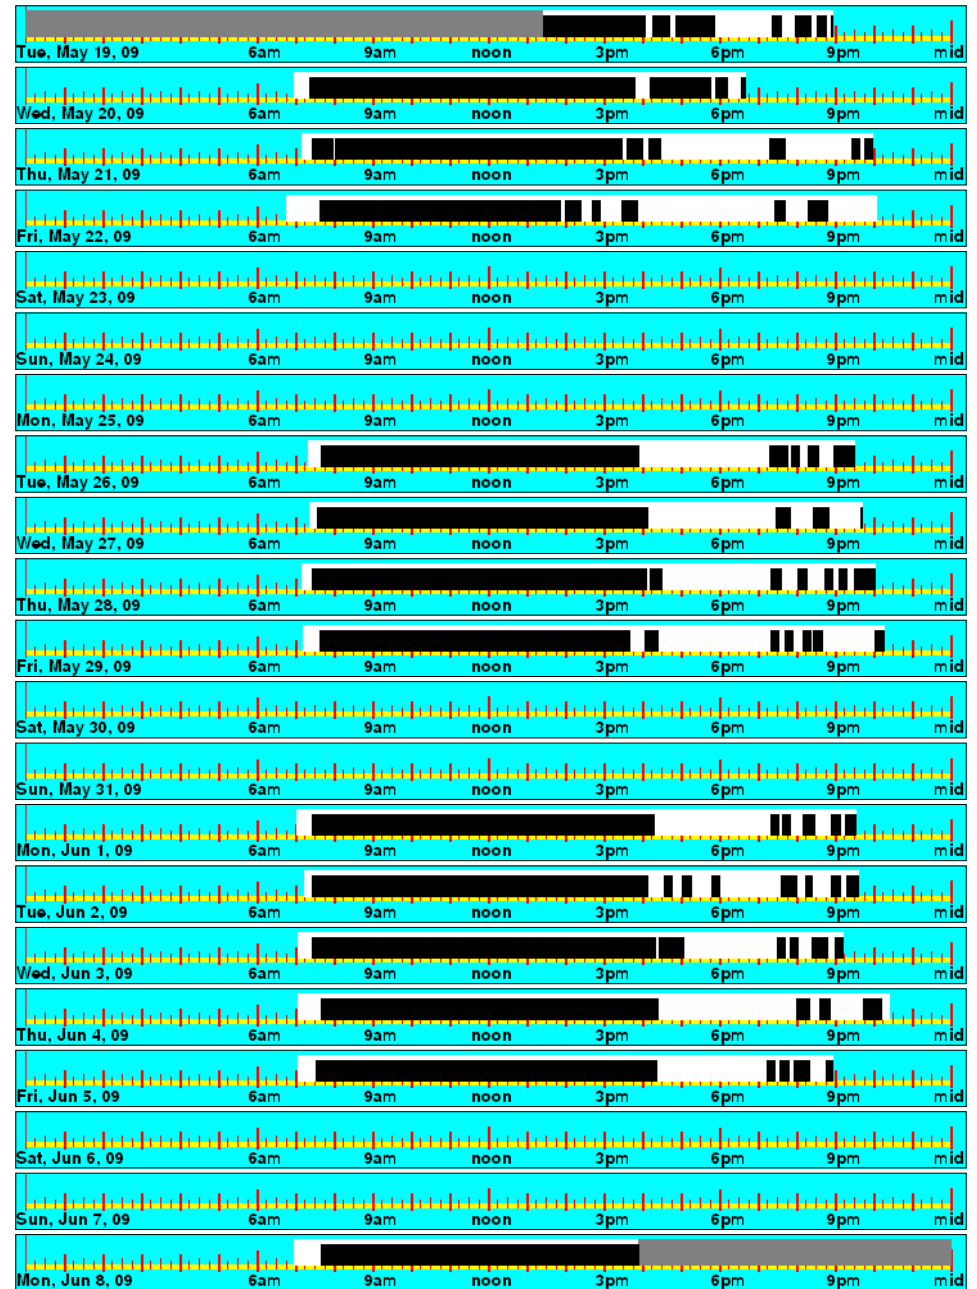 Tue, May 19, 09 6am 9am noon 3pm 6pm 9pm mid
Wed, May 20, 09 6am 9am noon 3pm 6pm 9pm mid
Thu, May 21, 09 6am 9am noon 3pm 6pm 9pm mid
Fri, May 22, 09 6am 9am noon 3pm 6pm 9pm mid
Sat, May 23, 09 6am 9am noon 3pm 6pm 9pm mid
Sun, May 24, 09 6am 9am noon 3pm 6pm 9pm mid
Mon, May 25, 09 6am 9am noon 3pm 6pm 9pm mid
Tue, May 26, 09 6am 9am noon 3pm 6pm 9pm mid
Wed, May 27, 09 6am 9am noon 3pm 6pm 9pm mid
Thu, May 28, 09 6am 9am noon 3pm 6pm 9pm mid
Fri, May 29, 09 6am 9am noon 3pm 6pm 9pm mid
Sat, May 30, 09 6am 9am noon 3pm 6pm 9pm mid
Sun, May 31, 09 6am 9am noon 3pm 6pm 9pm mid
Mon, Jun 1, 09 6am 9am noon 3pm 6pm 9pm mid
Tue, Jun 2, 09 6am 9am noon 3pm 6pm 9pm mid
Wed, Jun 3, 09 6am 9am noon 3pm 6pm 9pm mid
Thu, Jun 4, 09 6am 9am noon 3pm 6pm 9pm mid
Fri, Jun 5, 09 6am 9am noon 3pm 6pm 9pm mid
Sat, Jun 6, 09 6am 9am noon 3pm 6pm 9pm mid
Sun, Jun 7, 09 6am 9am noon 3pm 6pm 9pm mid
Mon, Jun 8, 09 6am 9am noon 3pm 6pm 9pm mid